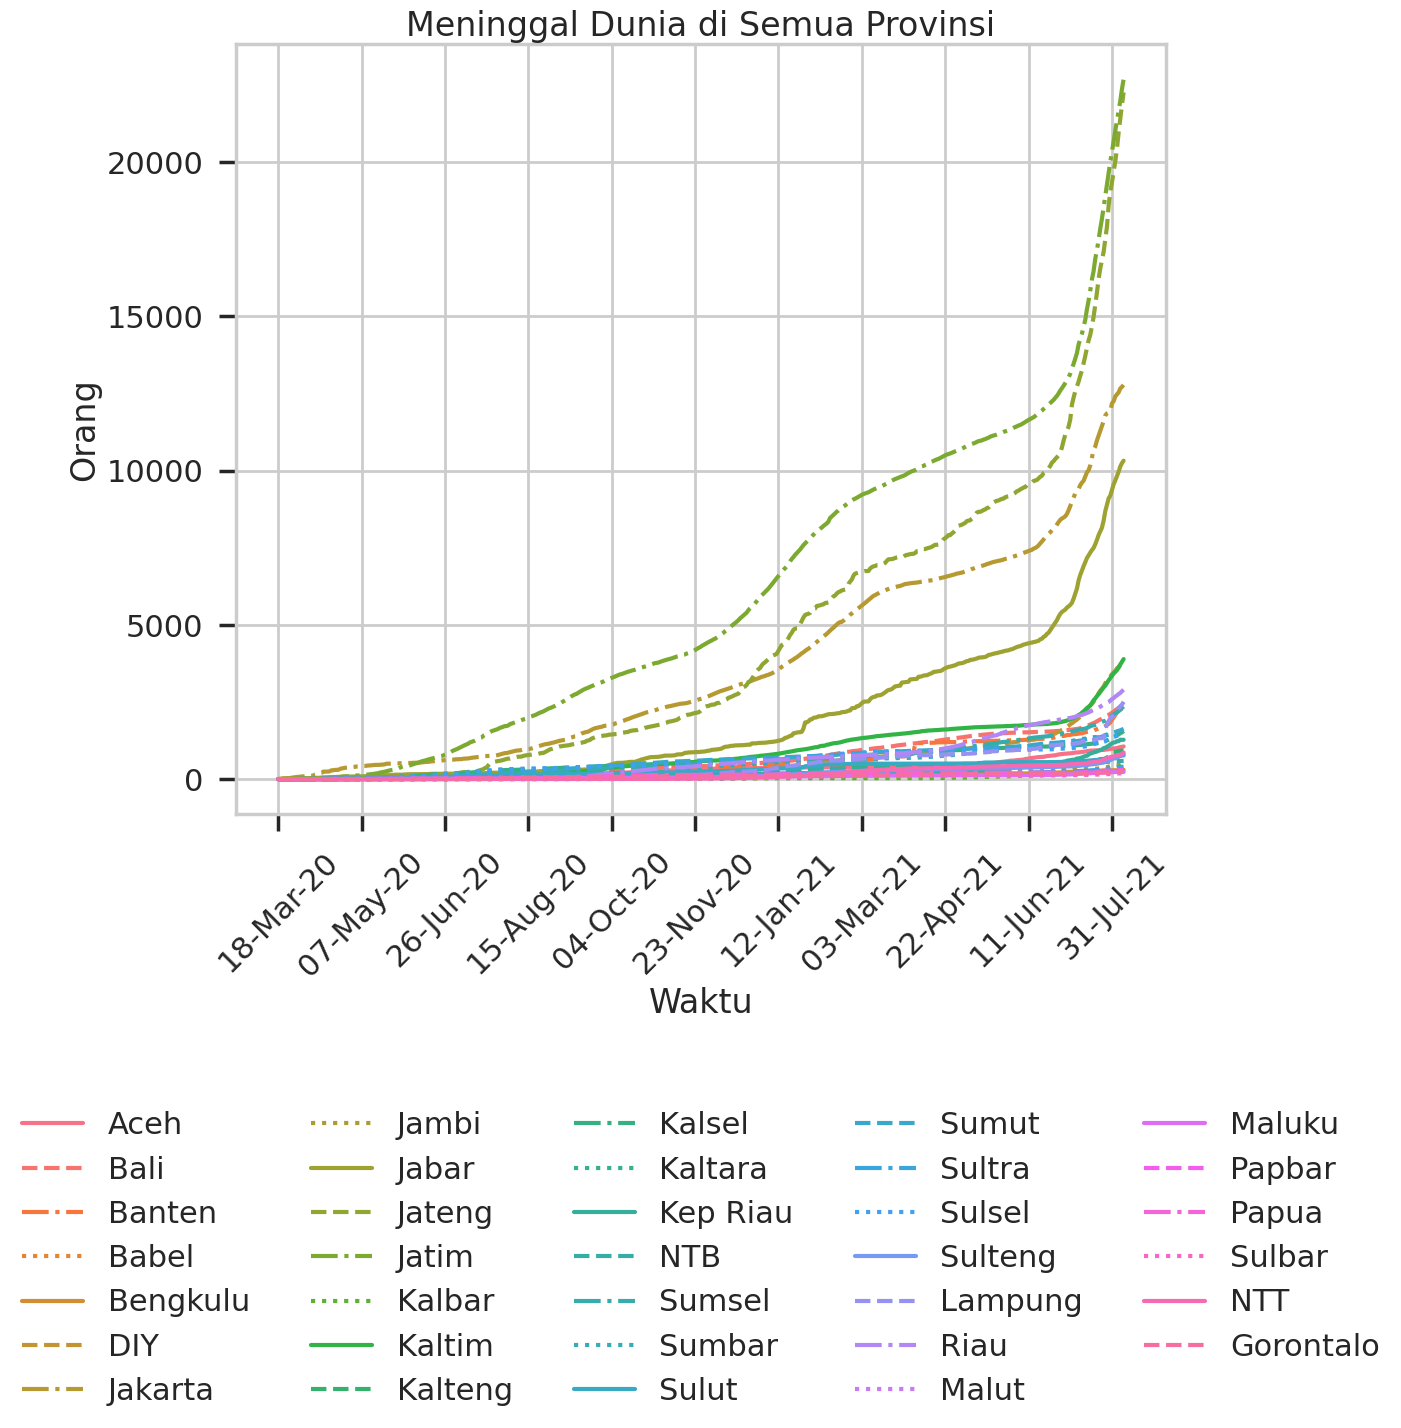 Meninggal Dunia di Semua Provinsi
Orang
20000
15000
10000
5000
0
18-Mar-20
07-May-20
26-Jun-20
15-Aug-20
04-Oct-20
23-Nov-20
12-Jan-21
03-Mar-21
22-Apr-21
11-Jun-21
31-Jul-21
Waktu
Aceh
Bali
Banten
Babel
Bengkulu
DIY
Jakarta
Jambi
Jabar
Jateng
Jatim
Kalbar
Kaltim
Kalteng
Kalsel
Kaltara
Kep Riau
NTB
Sumsel
Sumbar
Sulut
Sumut
Sultra
Sulsel
Sulteng
Lampung
Riau
Malut
Maluku
Papbar
Papua
Sulbar
NTT
Gorontalo